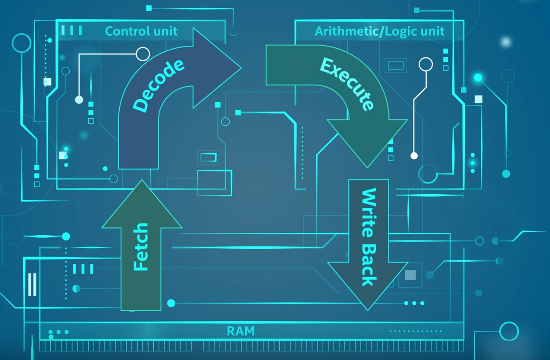 Control unit
Arithmetic/Logic unit
Decode
Execute
Fetch
Write Back
RAM